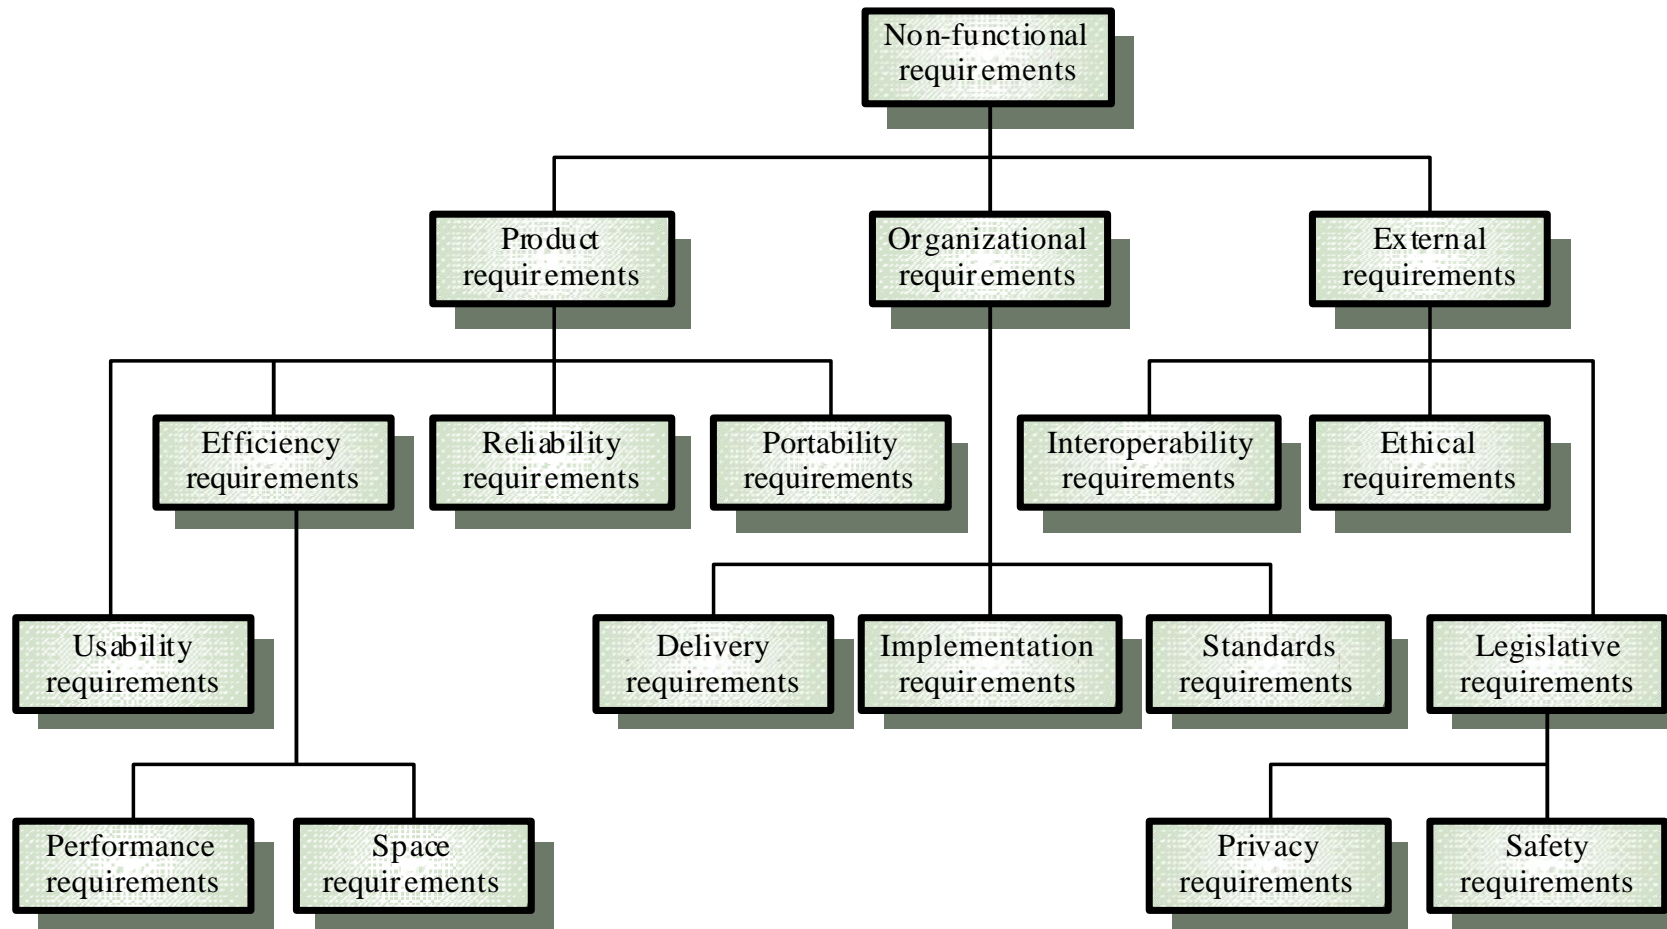 Non-functional
requirements
Product
requirements
Organizational
requirements
External
requirements
Efficiency
requirements
Reliability
requirements
Portability
requirements
Interoperability
requirements
Ethical
requirements
Usability
requirements
Delivery
requirements
Implementation
requirements
Standards
requirements
Legislative
requirements
Performance
requirements
Space
requirements
Privacy
requirements
Safety
requirements